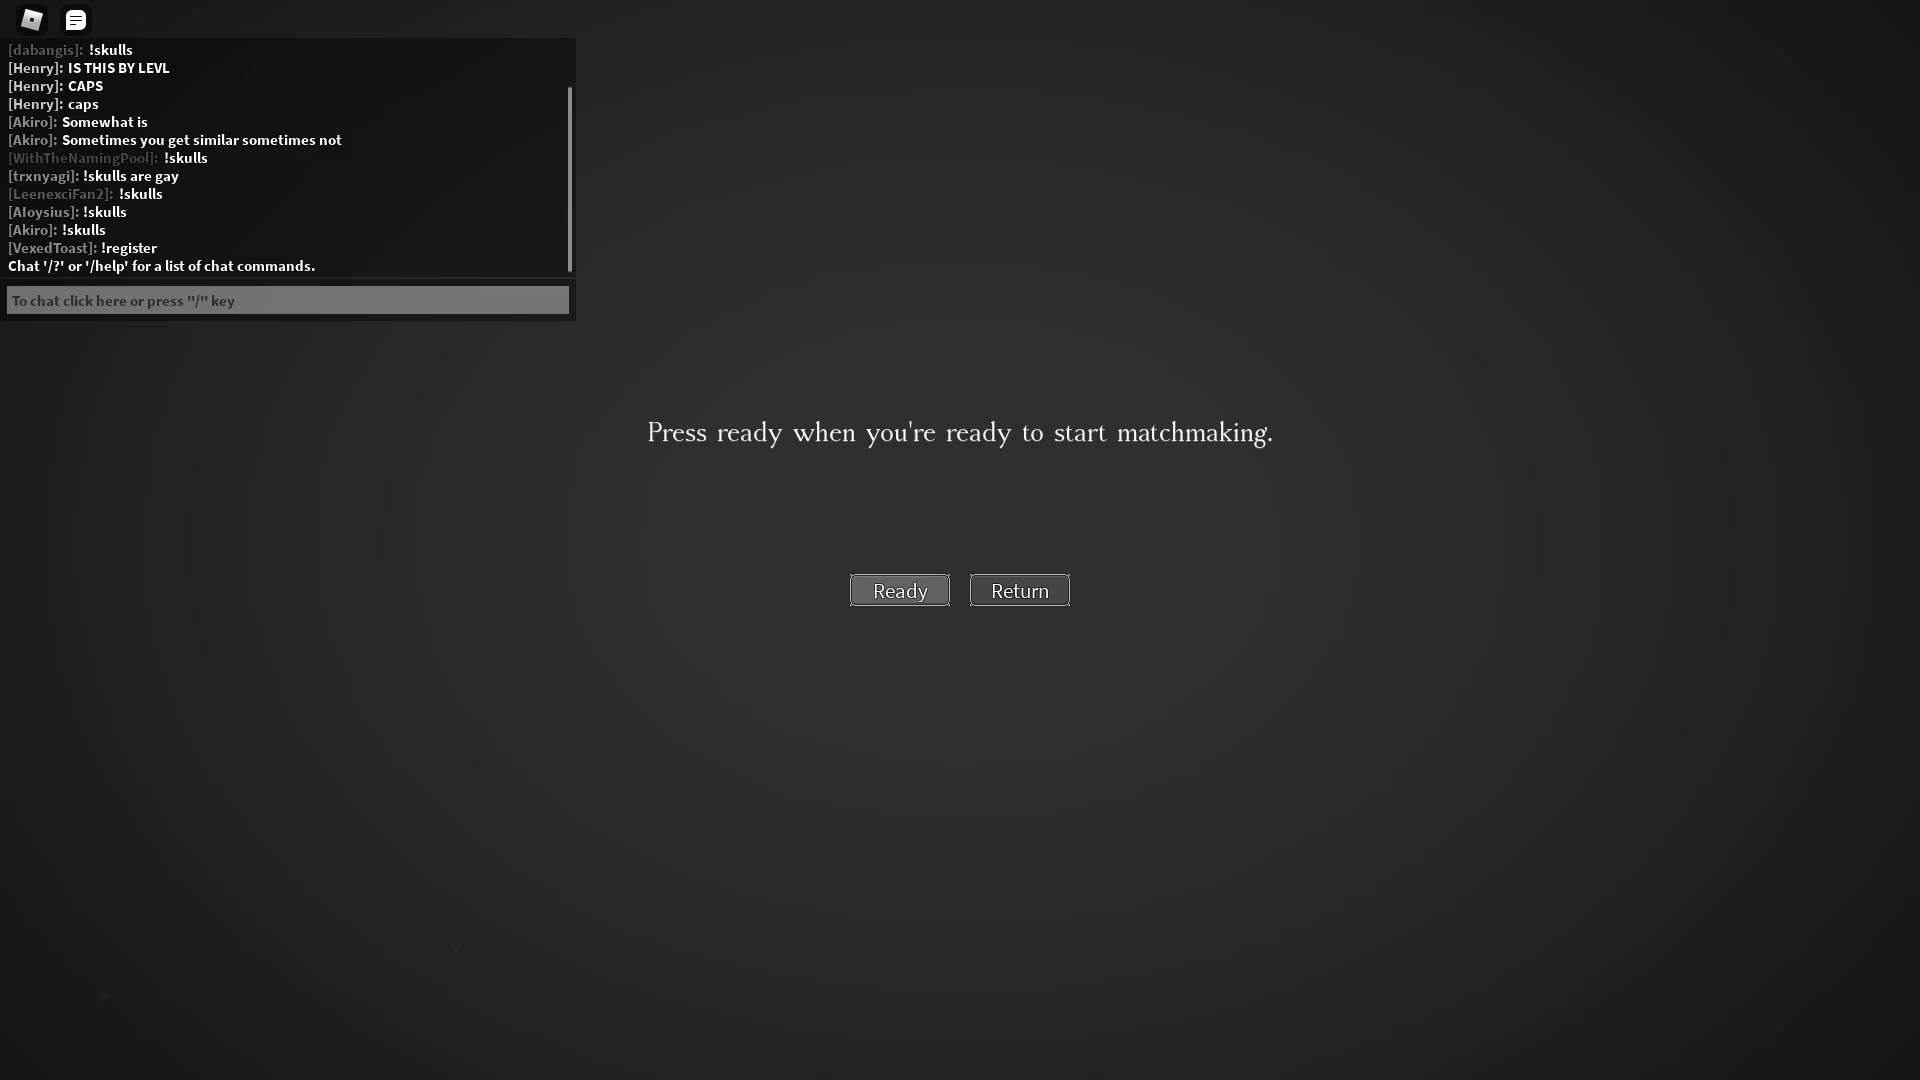 [dabangis]: !skulls
[Henry]: IS THIS BY LEVL
[Henry]: CAPS
[Henry]: caps
[Akiro]: Somewhat is
[Akiro]: Sometimes you get similar sometimes not
[WithTheNamingPool]: !skulls
[trxnyagi]: !skulls are gay
[LeenexciFan2]: !skulls
[AIoysius]: !skulls
[Akiro]: !skulls
[VexedToast]: !register
Chat '/?' or '/help' for a list of chat commands.
To chat click here or press "/" key
Press ready when you're ready to start matchmaking.
Ready
Return